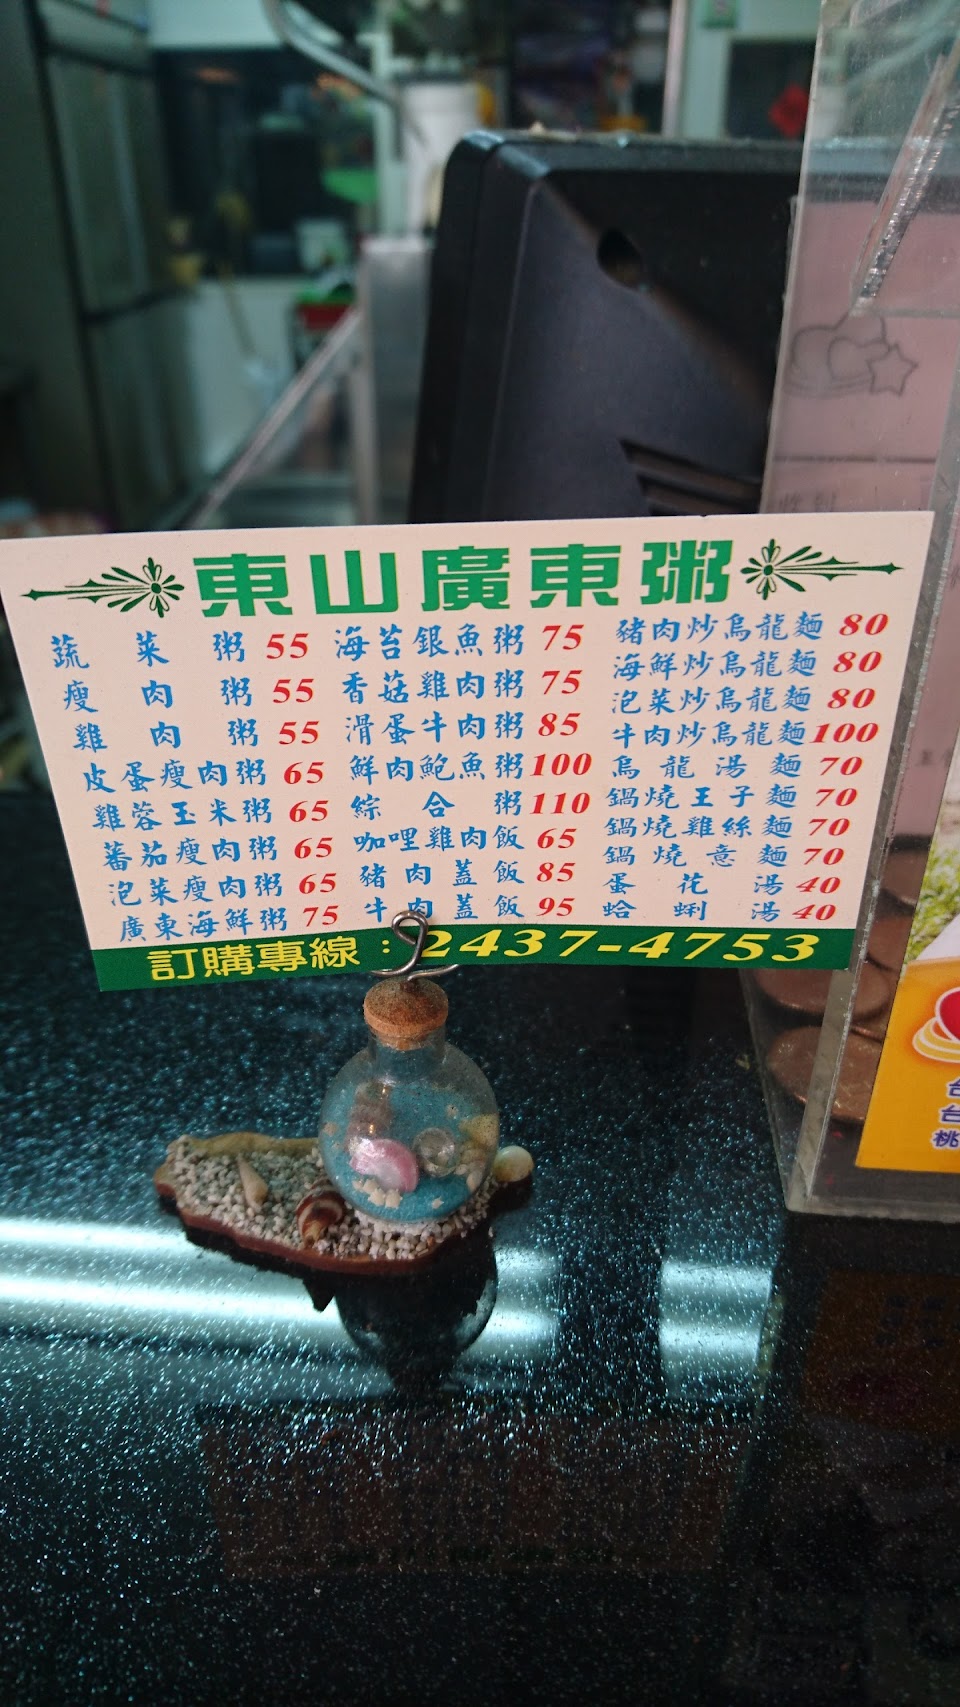 東山廣東粥
蔬菜粥 55
瘦肉粥 55
雞肉粥 55
皮蛋瘦肉粥 65
雞蓉玉米粥 65
蕃茄瘦肉粥 65
泡菜瘦肉粥 65
廣東海鮮粥 75
海苔銀魚粥 75
香菇雞肉粥 75
滑蛋牛肉粥 85
鮮肉鮑魚粥 100
綜合粥 110
咖哩雞肉飯 65
豬肉蓋飯 85
牛肉蓋飯 95
豬肉炒烏龍麵 80
海鮮炒烏龍麵 80
泡菜炒烏龍麵 80
牛肉炒烏龍麵 100
烏龍湯麵 70
鍋燒王子麵 70
鍋燒雞絲麵 70
鍋燒意麵 70
蛋花湯 40
蛤蜊湯 40
訂購專線：2437-4753
台
台
桃